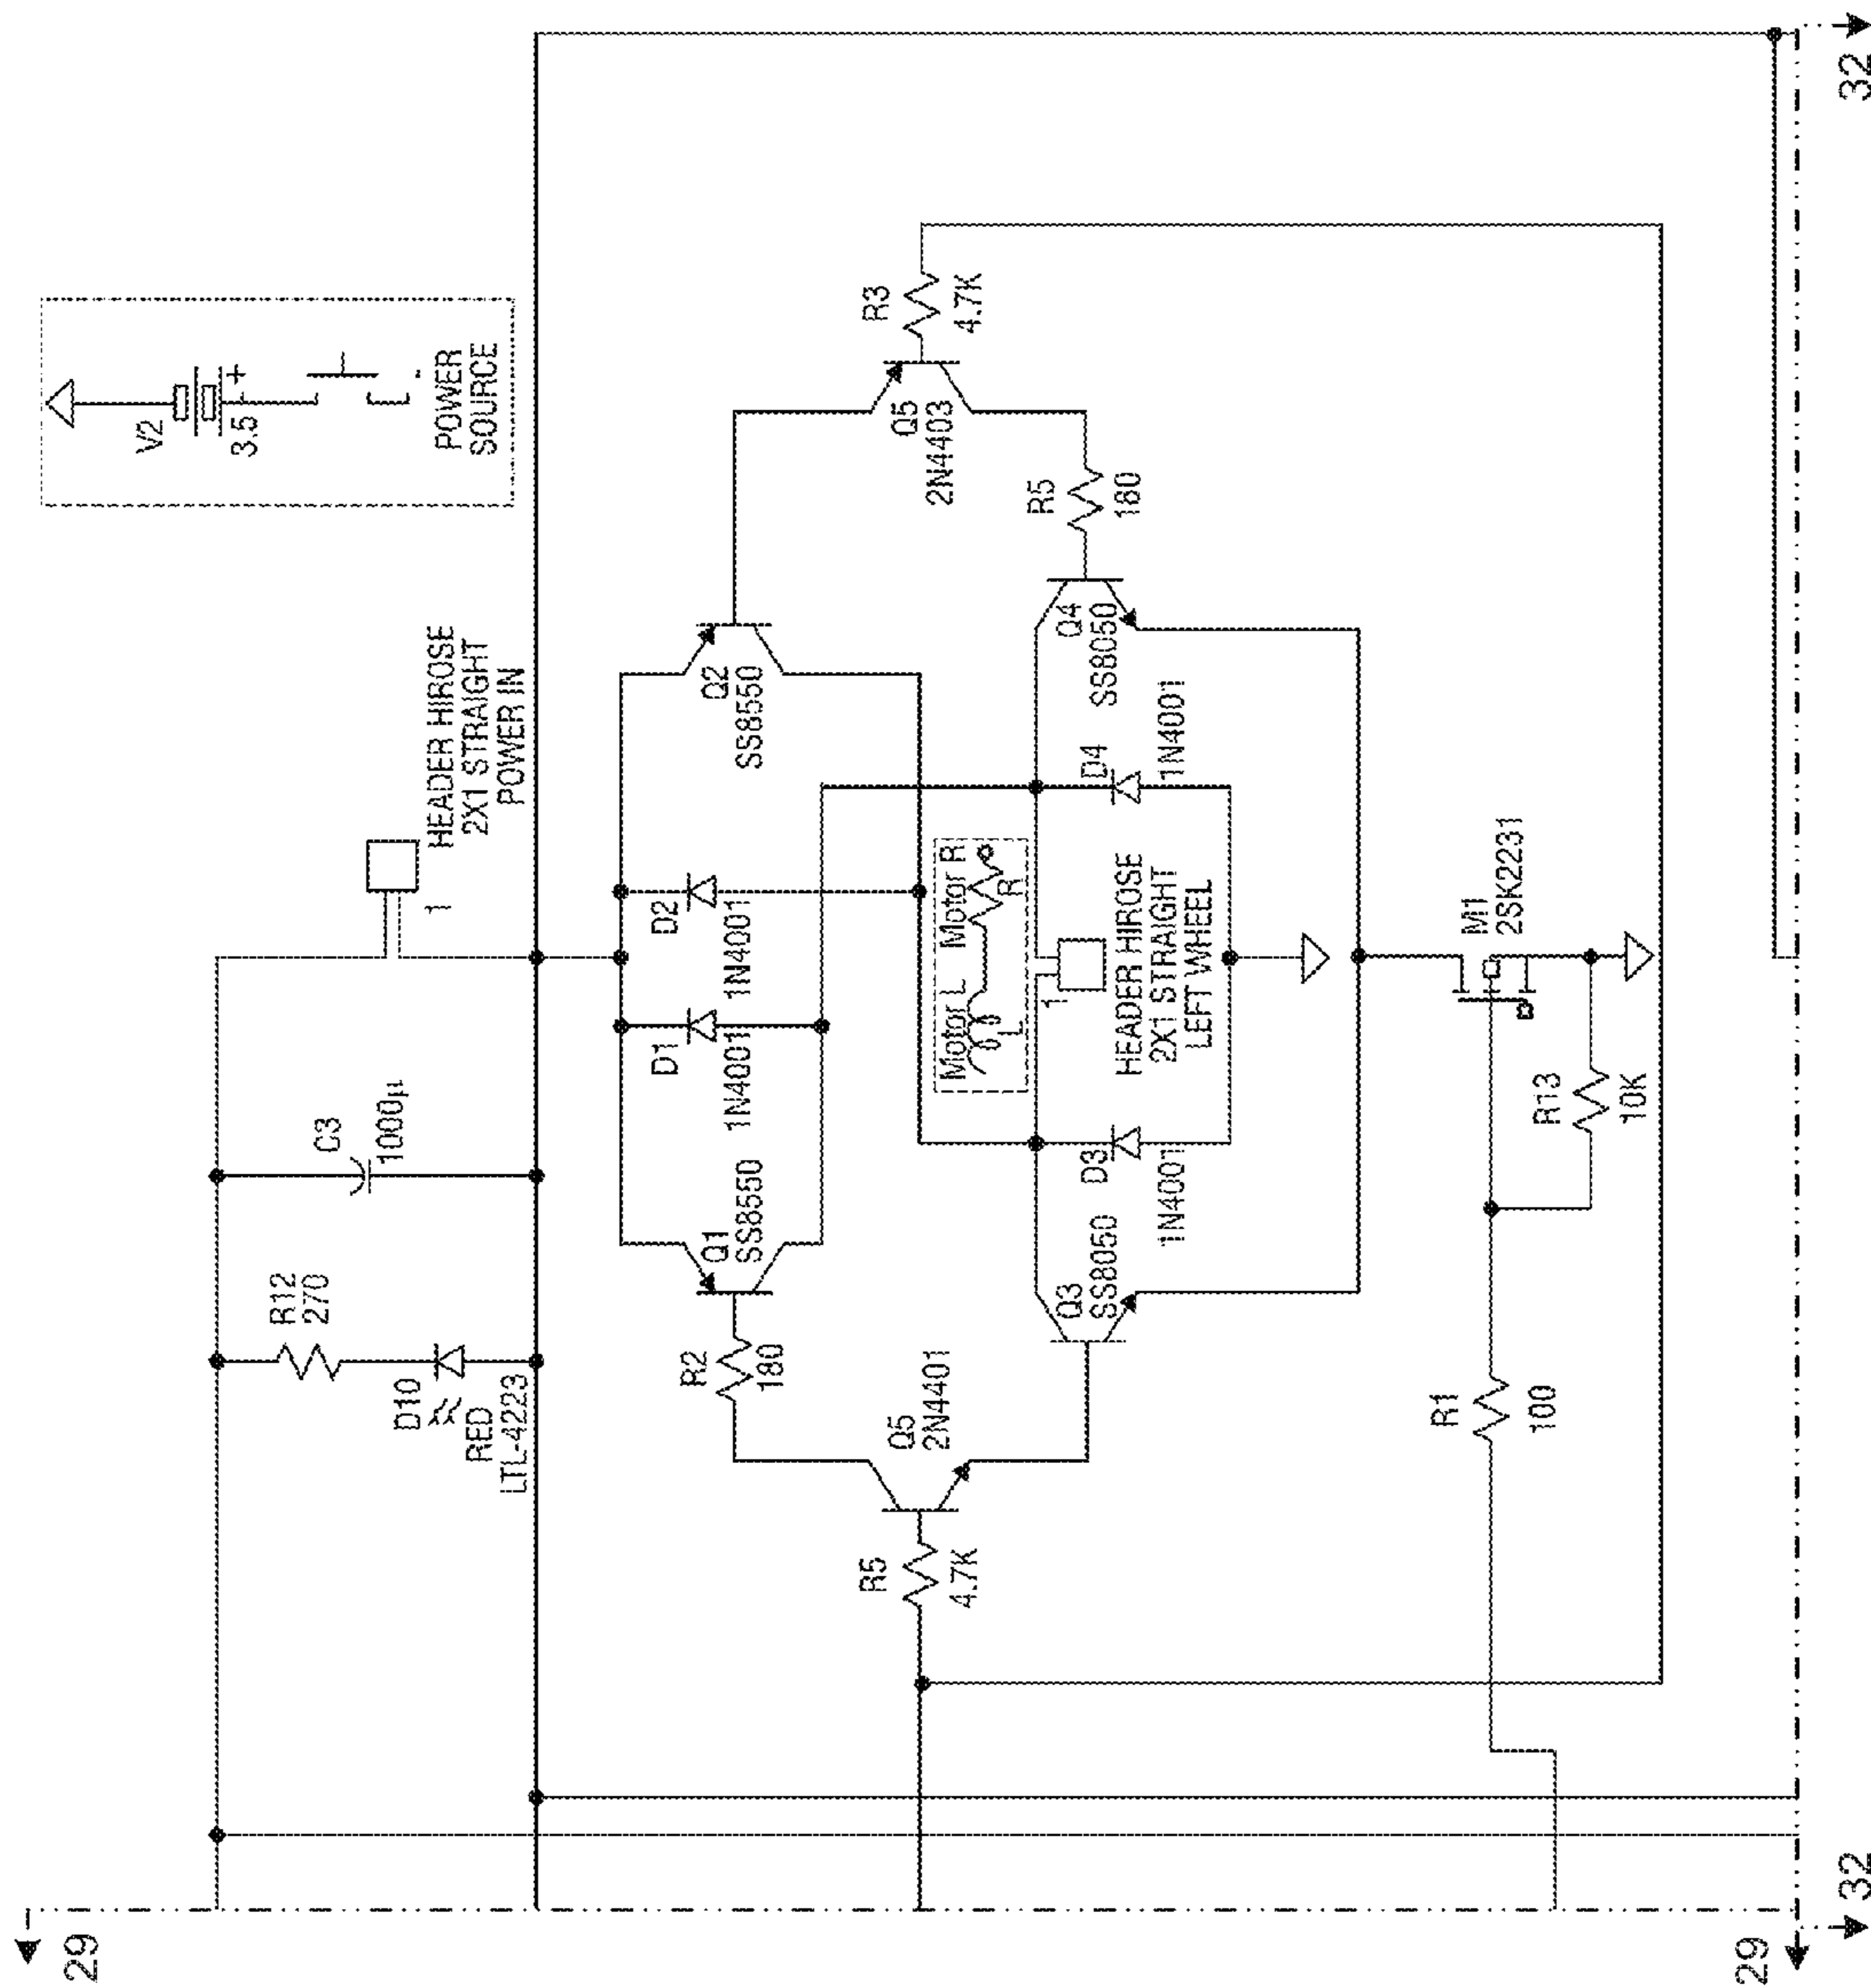 29
V2
3.5
+
-
POWER
SOURCE
HEADER HIROSE
2X1 STRAIGHT
POWER IN
1
C3
1000µ
R12
270
D10
RED
LTL-4223
Q1
SS8550
D1
1N4001
D2
1N4001
Q2
SS8550
R2
180
Q5
2N4401
R5
4.7K
R3
4.7K
Q5
2N4403
R5
180
Motor L Motor R
L
R
1
HEADER HIROSE
2X1 STRAIGHT
LEFT WHEEL
Q3
SS8050
D3
1N4001
D4
1N4001
Q4
SS8050
R1
100
R13
10K
M1
2SK2231
29
32
32